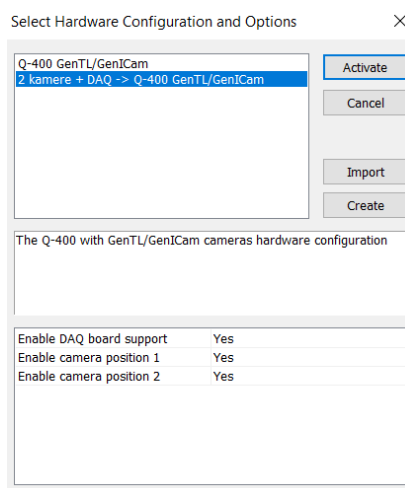 Select Hardware Configuration and Options
Q-400 GenTL/GenICam
2 kamere + DAQ -> Q-400 GenTL/GenICam
Activate
Cancel
Import
Create
The Q-400 with GenTL/GenICam cameras hardware configuration
Enable DAQ board support Yes
Enable camera position 1 Yes
Enable camera position 2 Yes